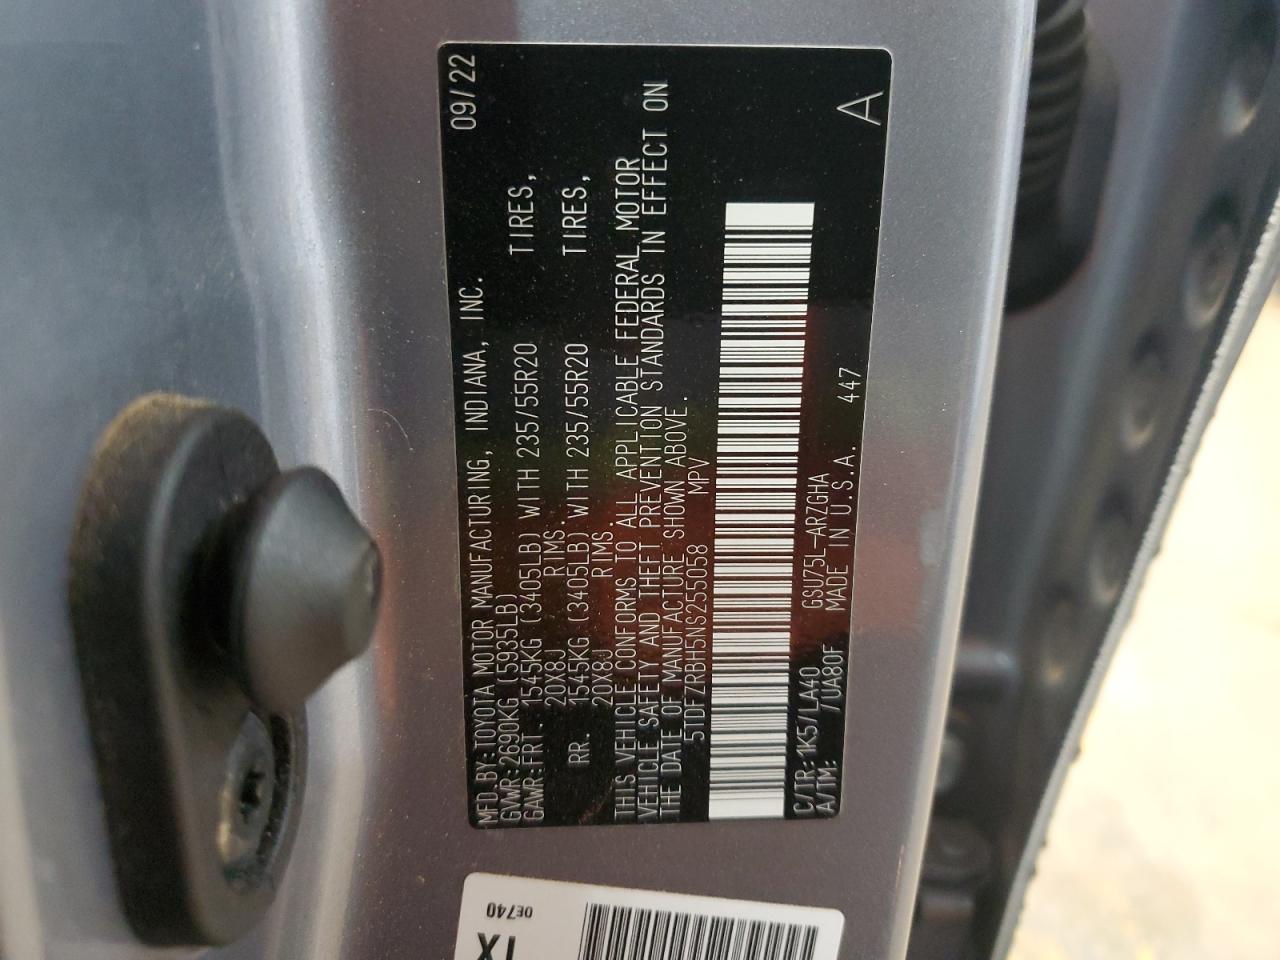 MFD.BY:TOYOTA MOTOR MANUFACTURING, INDIANA, INC. 09/22
GVWR:2690KG (5935LB)
GAWR:FRT. 1545KG (3405LB) WITH 235/55R20 TIRES,
20X8J RIMS.
RR. 1545KG (3405LB) WITH 235/55R20 TIRES,
20X8J RIMS.
THIS VEHICLE CONFORMS TO ALL APPLICABLE FEDERAL MOTOR
VEHICLE SAFETY AND THEFT PREVENTION STANDARDS IN EFFECT ON
THE DATE OF MANUFACTURE SHOWN ABOVE.
5TDFZRBH5NS255058 MPV
C/TR:1K5/LA40 GSU75L-ARZGHA A
A/TM: /UA80F MADE IN U.S.A. 447
0E740
TX